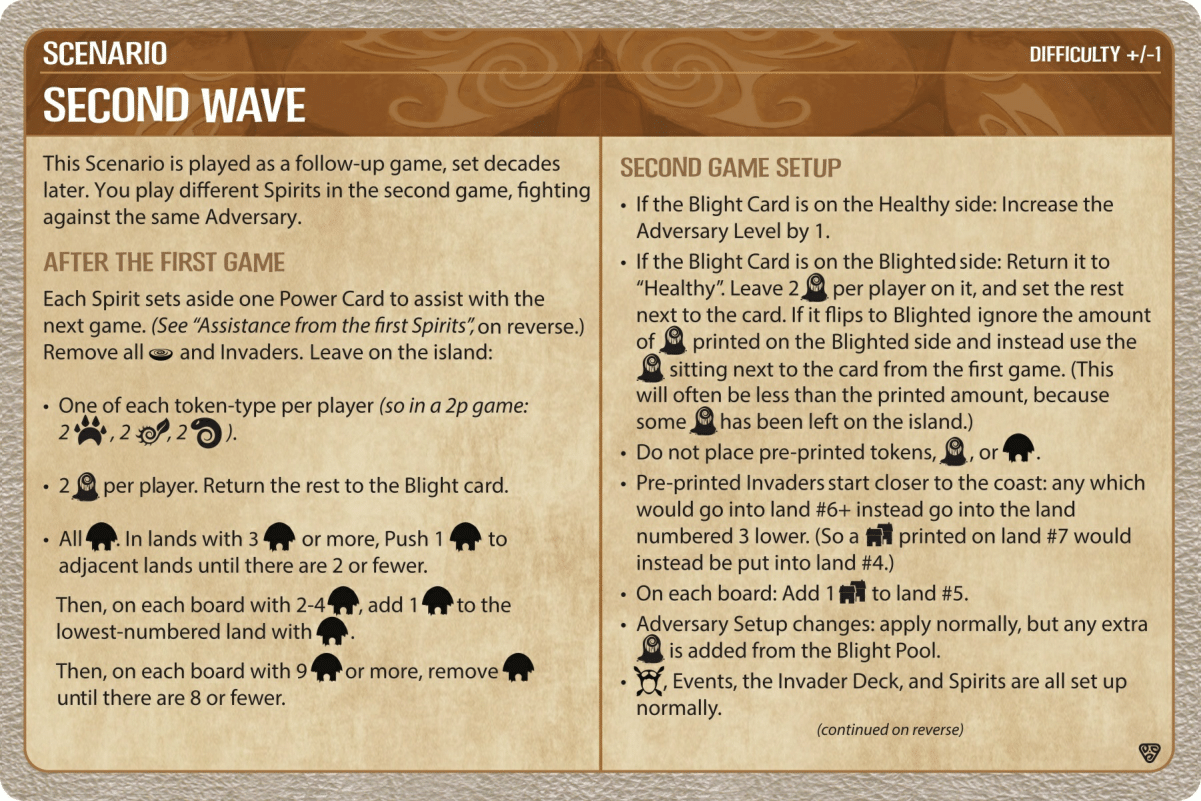 SCENARIO
DIFFICULTY +/-1
SECOND WAVE
This Scenario is played as a follow-up game, set decades
later. You play different Spirits in the second game, fighting
against the same Adversary.
AFTER THE FIRST GAME
Each Spirit sets aside one Power Card to assist with the
next game. (See “Assistance from the first Spirits”, on reverse.)
Remove all and Invaders. Leave on the island:
• One of each token-type per player (so in a 2p game:
2 , 2 , 2 ).
• 2 per player. Return the rest to the Blight card.
• All . In lands with 3 or more, Push 1 to
adjacent lands until there are 2 or fewer.
Then, on each board with 2-4 , add 1 to the
lowest-numbered land with .
Then, on each board with 9 or more, remove
until there are 8 or fewer.
SECOND GAME SETUP
• If the Blight Card is on the Healthy side: Increase the
Adversary Level by 1.
• If the Blight Card is on the Blighted side: Return it to
“Healthy”. Leave 2 per player on it, and set the rest
next to the card. If it flips to Blighted ignore the amount
of printed on the Blighted side and instead use the
sitting next to the card from the first game. (This
will often be less than the printed amount, because
some has been left on the island.)
• Do not place pre-printed tokens, , or .
• Pre-printed Invaders start closer to the coast: any which
would go into land #6+ instead go into the land
numbered 3 lower. (So a printed on land #7 would
instead be put into land #4.)
• On each board: Add 1 to land #5.
• Adversary Setup changes: apply normally, but any extra
is added from the Blight Pool.
• , Events, the Invader Deck, and Spirits are all set up
normally.
(continued on reverse)